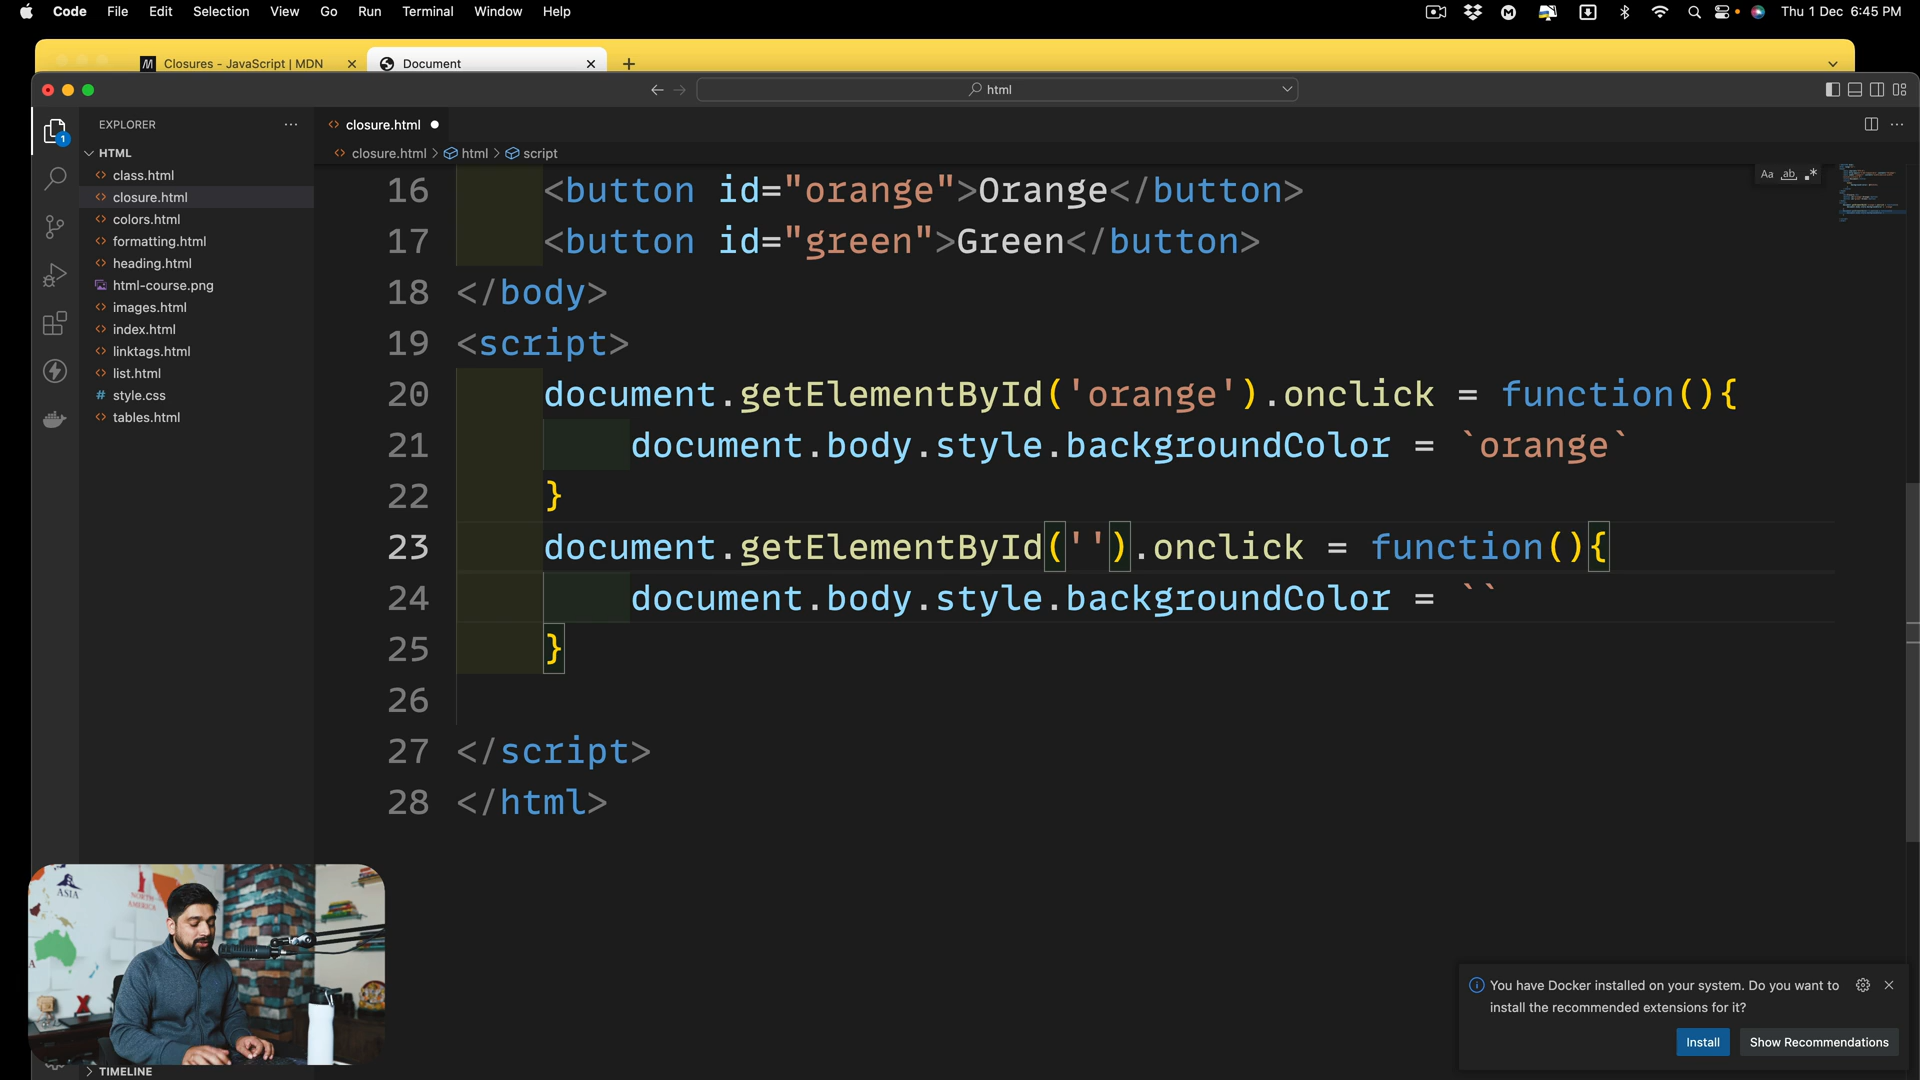 Code File Edit Selection View Go Run Terminal Window Help
Thu 1 Dec 6:45 PM
Closures - JavaScript | MDN
Document
html
EXPLORER
closure.html
HTML
closure.html > html > script
class.html
closure.html
colors.html
formatting.html
heading.html
html-course.png
images.html
index.html
linktags.html
list.html
style.css
tables.html
Aa ab .*
16 <button id="orange">Orange</button>
17 <button id="green">Green</button>
18 </body>
19 <script>
20 document.getElementById('orange').onclick = function(){
21 document.body.style.backgroundColor = `orange`
22 }
23 document.getElementById('').onclick = function(){
24 document.body.style.backgroundColor = ``
25 }
26
27 </script>
28 </html>
ASIA
NORTH
AMERICA
You have Docker installed on your system. Do you want to
install the recommended extensions for it?
Install
Show Recommendations
TIMELINE